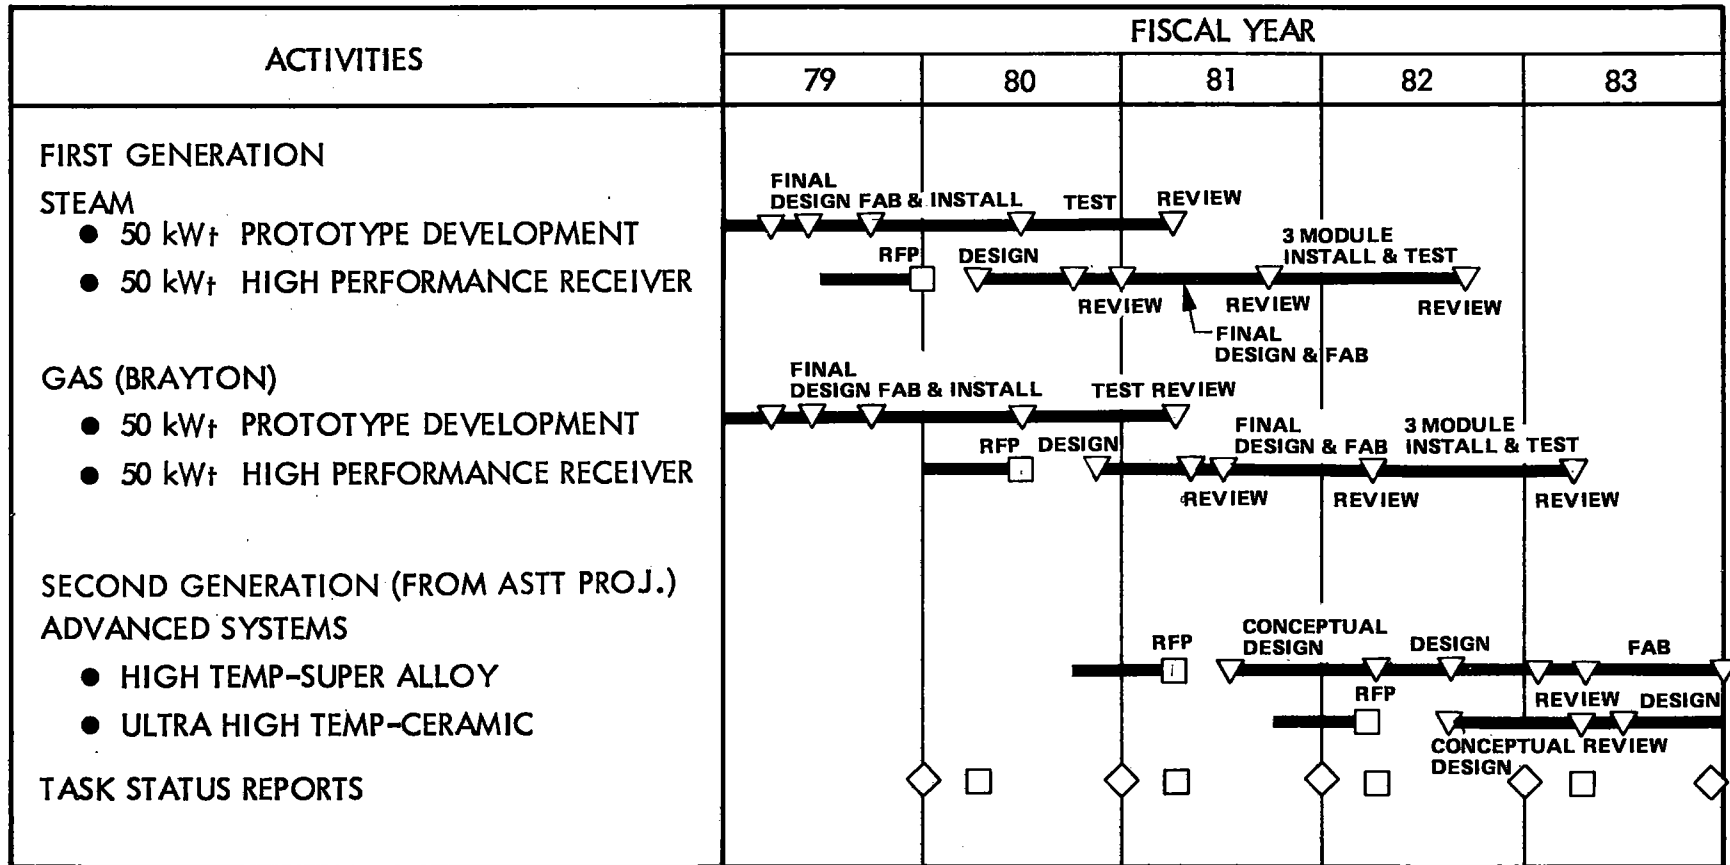 ACTIVITIES
FISCAL YEAR
79 80 81 82 83
FIRST GENERATION
STEAM
FINAL
DESIGN FAB & INSTALL TEST REVIEW
● 50 kWt PROTOTYPE DEVELOPMENT
3 MODULE
RFP DESIGN INSTALL & TEST
● 50 kWt HIGH PERFORMANCE RECEIVER
REVIEW REVIEW REVIEW
FINAL
DESIGN & FAB
GAS (BRAYTON)
FINAL
DESIGN FAB & INSTALL TEST REVIEW
● 50 kWt PROTOTYPE DEVELOPMENT
FINAL 3 MODULE
RFP DESIGN DESIGN & FAB INSTALL & TEST
● 50 kWt HIGH PERFORMANCE RECEIVER
REVIEW REVIEW REVIEW
SECOND GENERATION (FROM ASTT PROJ.)
ADVANCED SYSTEMS
CONCEPTUAL
RFP DESIGN DESIGN FAB
● HIGH TEMP-SUPER ALLOY
RFP REVIEW DESIGN
● ULTRA HIGH TEMP-CERAMIC
CONCEPTUAL REVIEW
DESIGN
TASK STATUS REPORTS